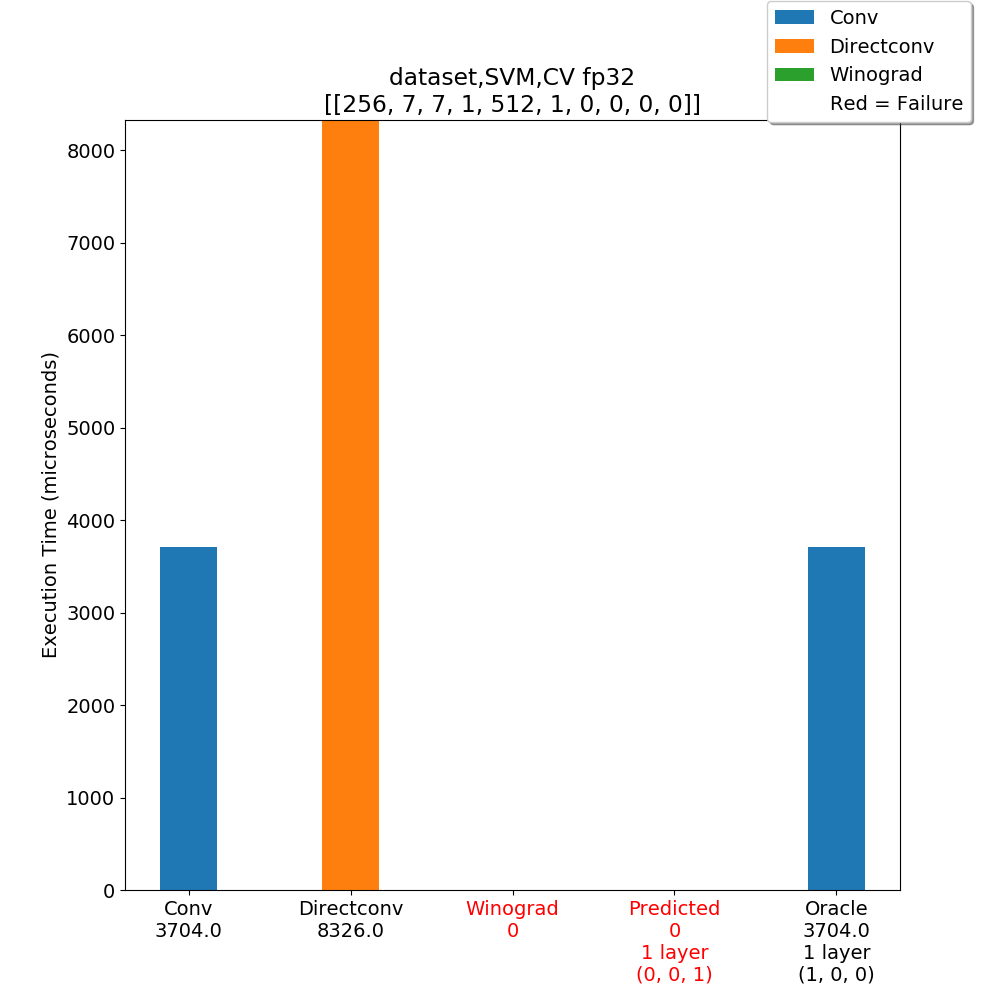 Conv
Directconv
Winograd
Red = Failure
dataset,SVM,CV fp32
[[256, 7, 7, 1, 512, 1, 0, 0, 0, 0]]
Execution Time (microseconds)
8000
7000
6000
5000
4000
3000
2000
1000
0
Conv
3704.0
Directconv
8326.0
Winograd
0
Predicted
0
1 layer
(0, 0, 1)
Oracle
3704.0
1 layer
(1, 0, 0)